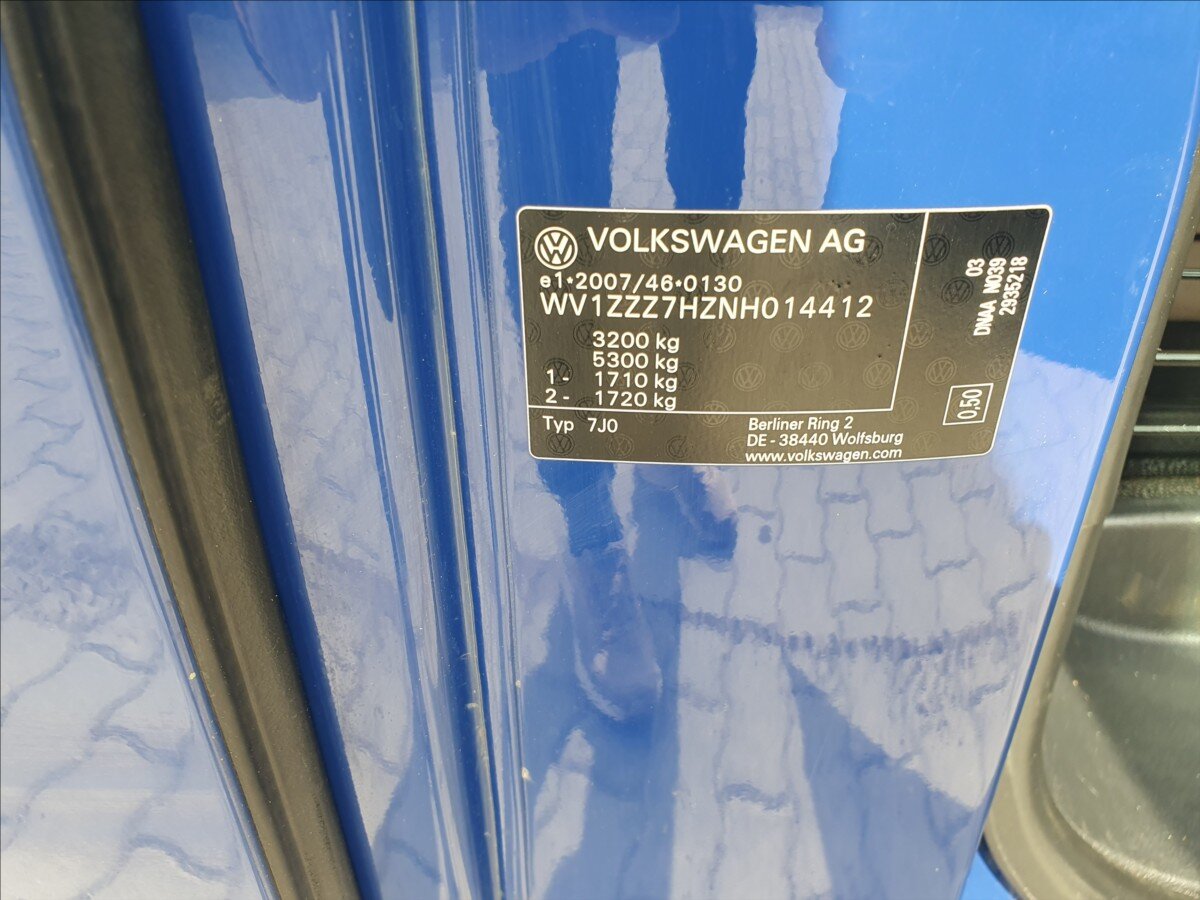 VOLKSWAGEN AG
e1*2007/46*0130
WV1ZZZ7HZNH014412
3200 kg
5300 kg
1 - 1710 kg
2 - 1720 kg
Typ 7J0
Berliner Ring 2
DE - 38440 Wolfsburg
www.volkswagen.com
03
DNAA N039
2935218
0,50